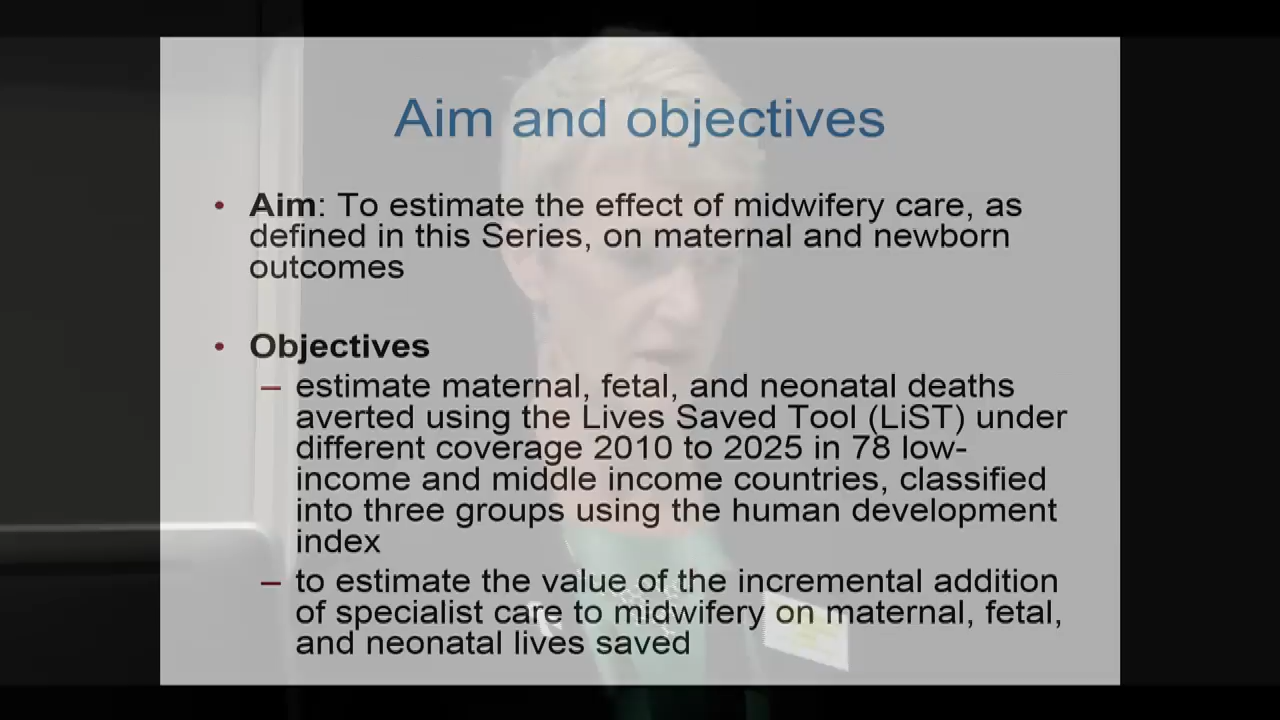 Aim and objectives
• Aim: To estimate the effect of midwifery care, as
defined in this Series, on maternal and newborn
outcomes
• Objectives
– estimate maternal, fetal, and neonatal deaths
averted using the Lives Saved Tool (LiST) under
different coverage 2010 to 2025 in 78 low-
income and middle income countries, classified
into three groups using the human development
index
– to estimate the value of the incremental addition
of specialist care to midwifery on maternal, fetal,
and neonatal lives saved